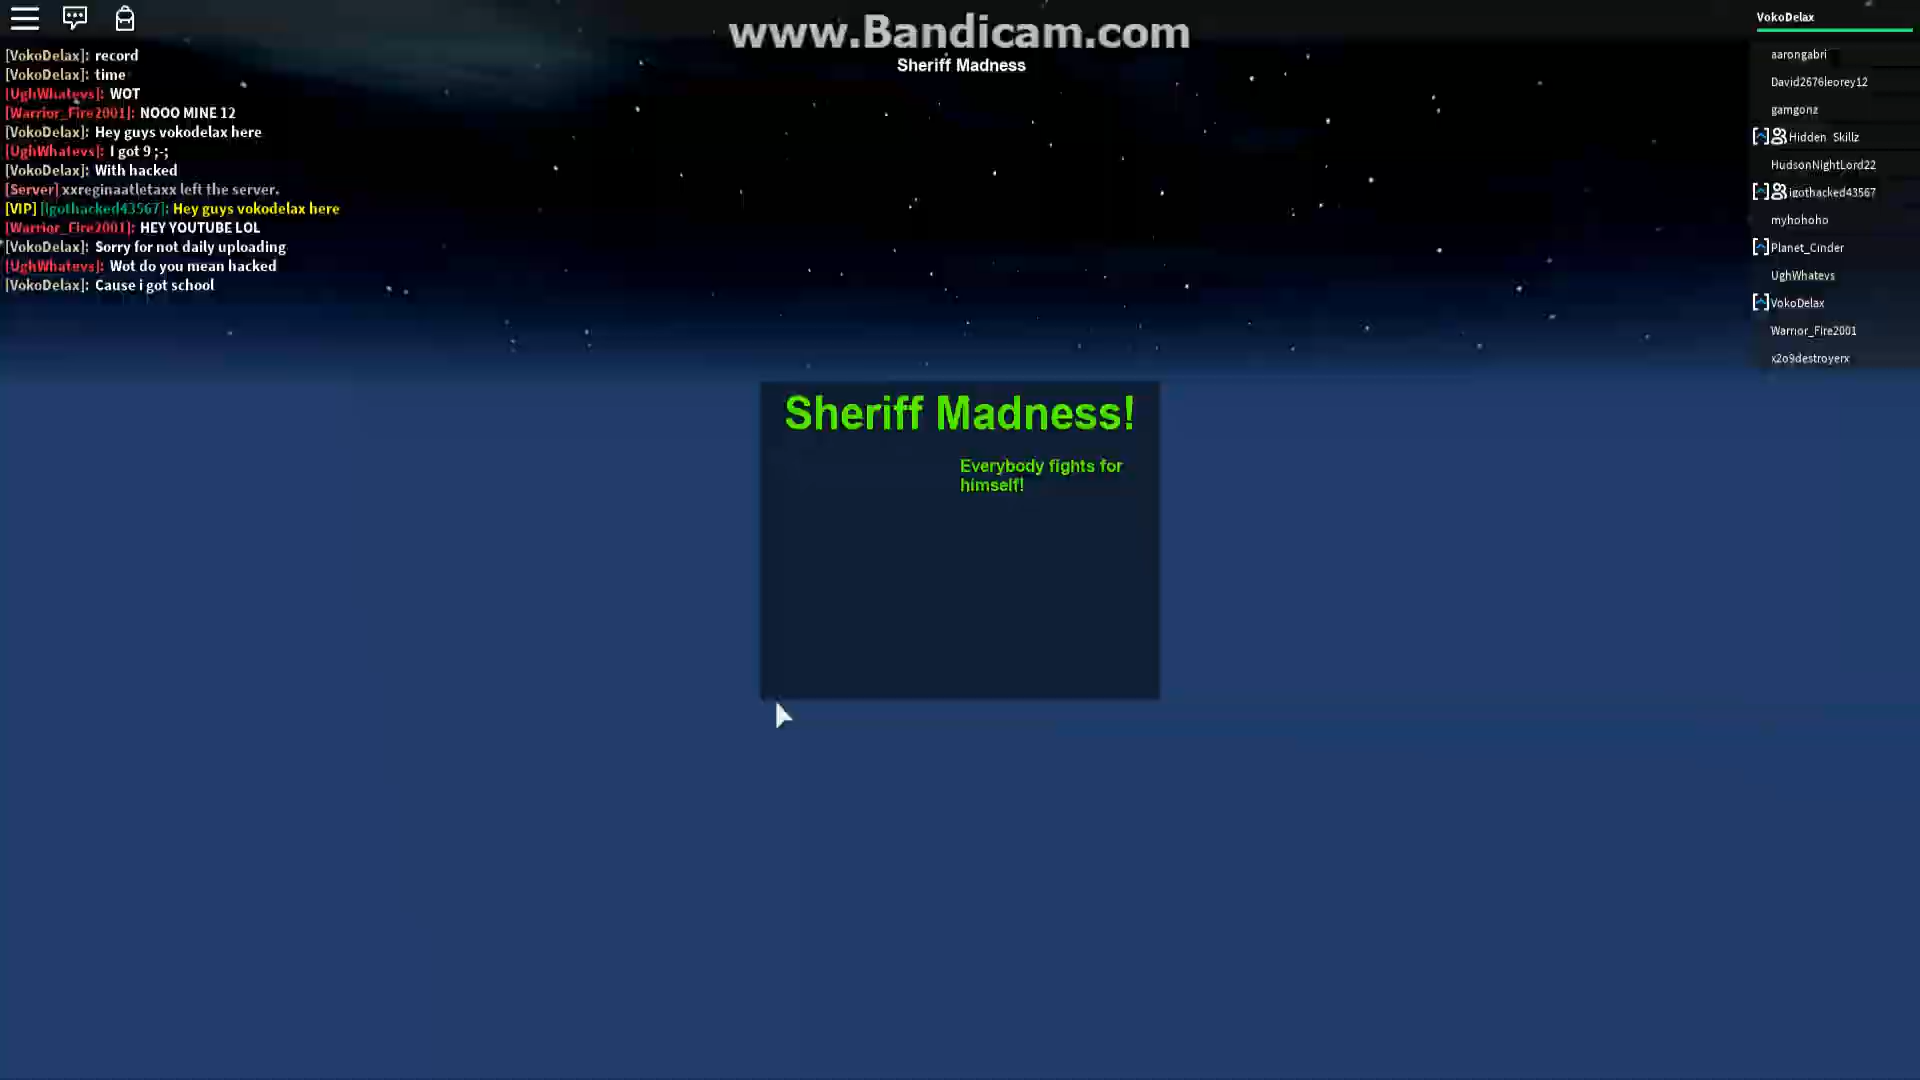 www.Bandicam.com
Sheriff Madness
VokoDelax
[VokoDelax]: record
[VokoDelax]: time
[UghWhatevs]: WOT
[Warrior_Fire2001]: NOOO MINE 12
[VokoDelax]: Hey guys vokodelax here
[UghWhatevs]: I got 9 ;-;
[VokoDelax]: With hacked
[Server] xxreginaatletaxx left the server.
[VIP] [igothacked43567]: Hey guys vokodelax here
[Warrior_Fire2001]: HEY YOUTUBE LOL
[VokoDelax]: Sorry for not daily uploading
[UghWhatevs]: Wot do you mean hacked
[VokoDelax]: Cause i got school
aarongabri
David2676leorey12
gamgonz
Hidden_Skillz
HudsonNightLord22
igothacked43567
myhohoho
Planet_Cinder
UghWhatevs
VokoDelax
Warrior_Fire2001
x2o9destroyerx
Sheriff Madness!
Everybody fights for
himself!